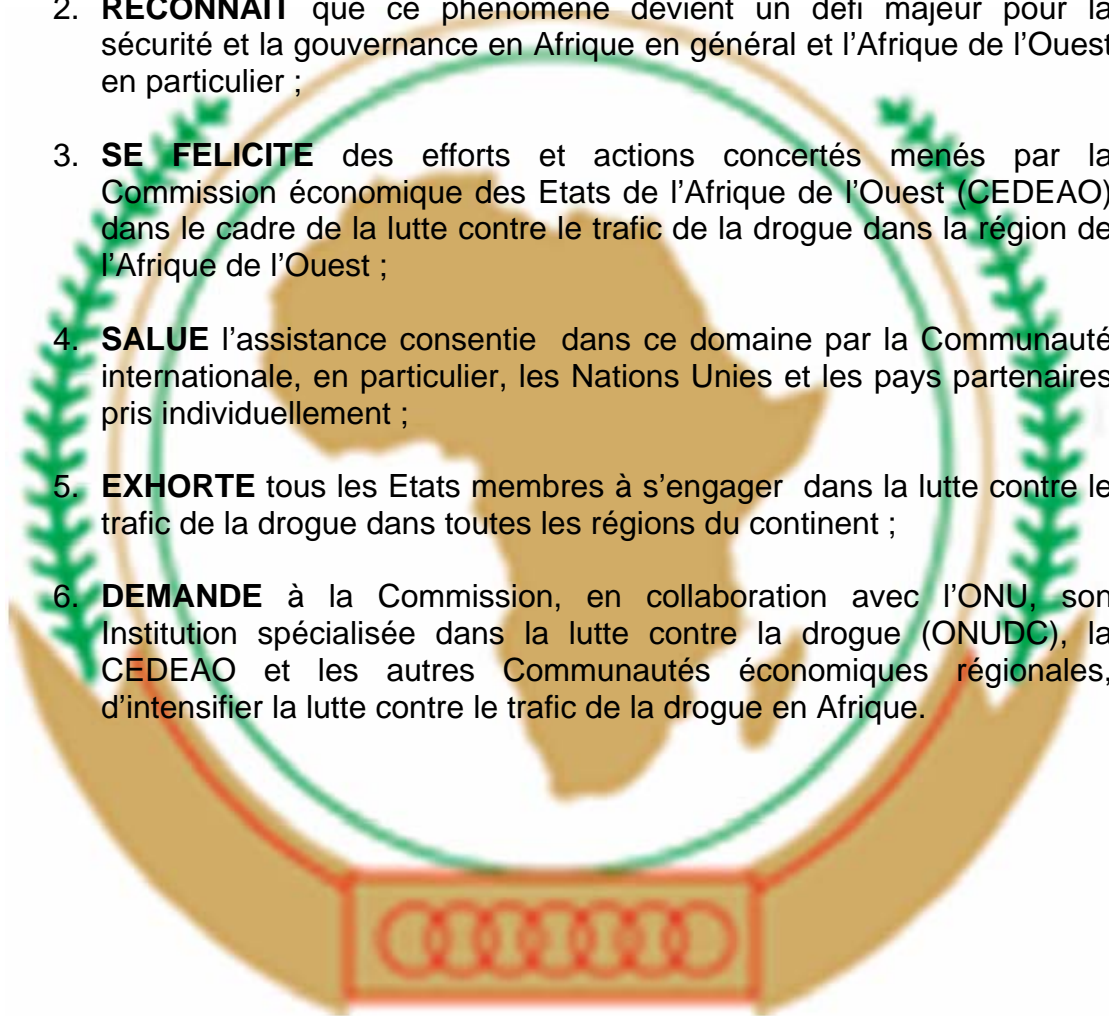 2. RECONNAIT que ce phénomène devient un défi majeur pour la
sécurité et la gouvernance en Afrique en général et l’Afrique de l’Ouest
en particulier ;
3. SE FELICITE des efforts et actions concertés menés par la
Commission économique des Etats de l’Afrique de l’Ouest (CEDEAO)
dans le cadre de la lutte contre le trafic de la drogue dans la région de
l’Afrique de l’Ouest ;
4. SALUE l’assistance consentie dans ce domaine par la Communauté
internationale, en particulier, les Nations Unies et les pays partenaires
pris individuellement ;
5. EXHORTE tous les Etats membres à s’engager dans la lutte contre le
trafic de la drogue dans toutes les régions du continent ;
6. DEMANDE à la Commission, en collaboration avec l’ONU, son
Institution spécialisée dans la lutte contre la drogue (ONUDC), la
CEDEAO et les autres Communautés économiques régionales,
d’intensifier la lutte contre le trafic de la drogue en Afrique.